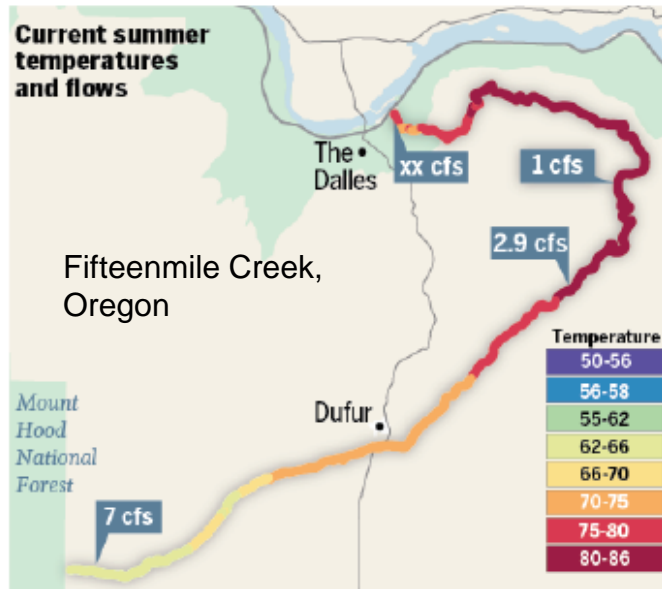 Current summer
temperatures
and flows
The
Dalles
xx cfs
1 cfs
2.9 cfs
Fifteenmile Creek,
Oregon
Temperature
50-56
56-58
55-62
62-66
66-70
70-75
75-80
80-86
Dufur
Mount
Hood
National
Forest
7 cfs